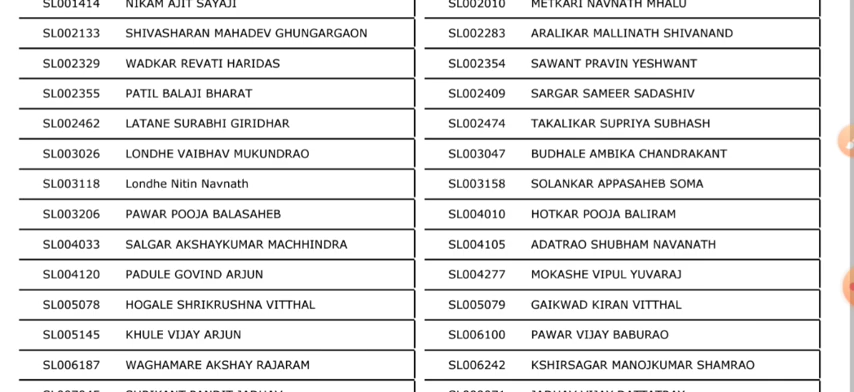 SL001414 NIKAM AJIT SAYAJI SL002010 METKARI NAVNATH MHALU
SL002133 SHIVASHARAN MAHADEV GHUNGARGAON SL002283 ARALIKAR MALLINATH SHIVANAND
SL002329 WADKAR REVATI HARIDAS SL002354 SAWANT PRAVIN YESHWANT
SL002355 PATIL BALAJI BHARAT SL002409 SARGAR SAMEER SADASHIV
SL002462 LATANE SURABHI GIRIDHAR SL002474 TAKALIKAR SUPRIYA SUBHASH
SL003026 LONDHE VAIBHAV MUKUNDRAO SL003047 BUDHALE AMBIKA CHANDRAKANT
SL003118 Londhe Nitin Navnath SL003158 SOLANKAR APPASAHEB SOMA
SL003206 PAWAR POOJA BALASAHEB SL004010 HOTKAR POOJA BALIRAM
SL004033 SALGAR AKSHAYKUMAR MACHHINDRA SL004105 ADATRAO SHUBHAM NAVANATH
SL004120 PADULE GOVIND ARJUN SL004277 MOKASHE VIPUL YUVARAJ
SL005078 HOGALE SHRIKRUSHNA VITTHAL SL005079 GAIKWAD KIRAN VITTHAL
SL005145 KHULE VIJAY ARJUN SL006100 PAWAR VIJAY BABURAO
SL006187 WAGHAMARE AKSHAY RAJARAM SL006242 KSHIRSAGAR MANOJKUMAR SHAMRAO